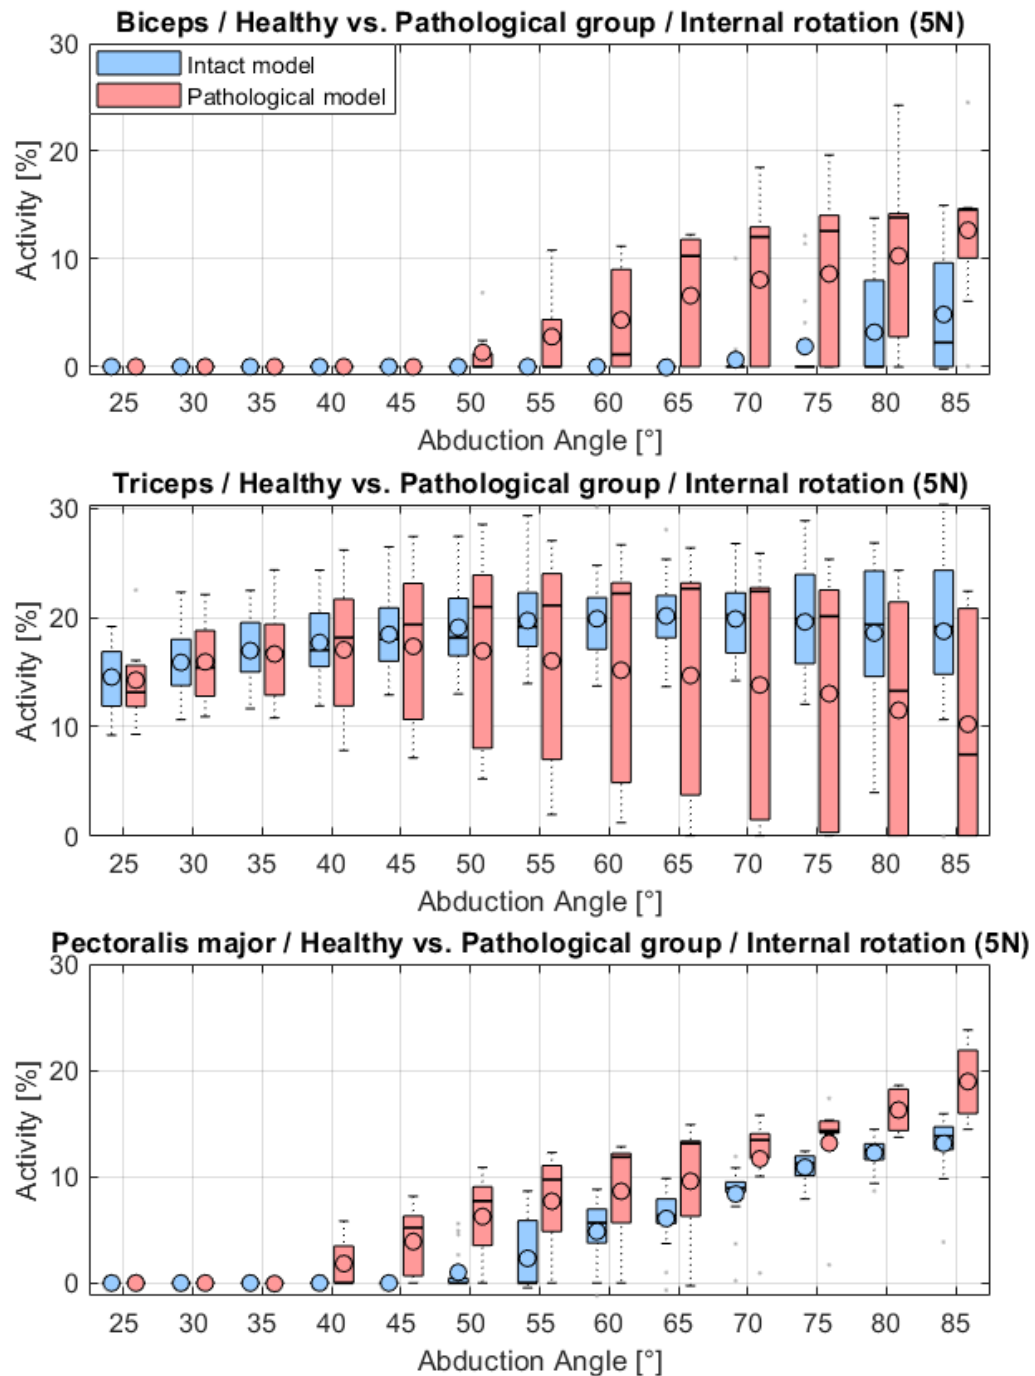 Biceps / Healthy vs. Pathological group / Internal rotation (5N)
30
20
10
0
Activity [%]
Intact model
Pathological model
25 30 35 40 45 50 55 60 65 70 75 80 85
Abduction Angle [°]
Triceps / Healthy vs. Pathological group / Internal rotation (5N)
30
20
10
0
Activity [%]
25 30 35 40 45 50 55 60 65 70 75 80 85
Abduction Angle [°]
Pectoralis major / Healthy vs. Pathological group / Internal rotation (5N)
30
20
10
0
Activity [%]
25 30 35 40 45 50 55 60 65 70 75 80 85
Abduction Angle [°]